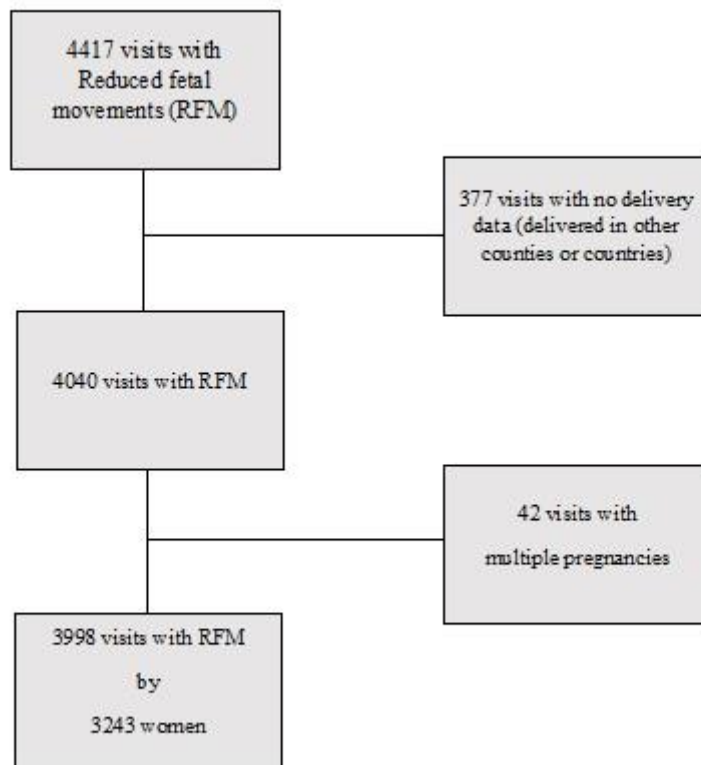 4417 visits with
Reduced fetal
movements (RFM)
377 visits with no delivery
data (delivered in other
counties or countries)
4040 visits with RFM
42 visits with
multiple pregnancies
3998 visits with RFM
by
3243 women